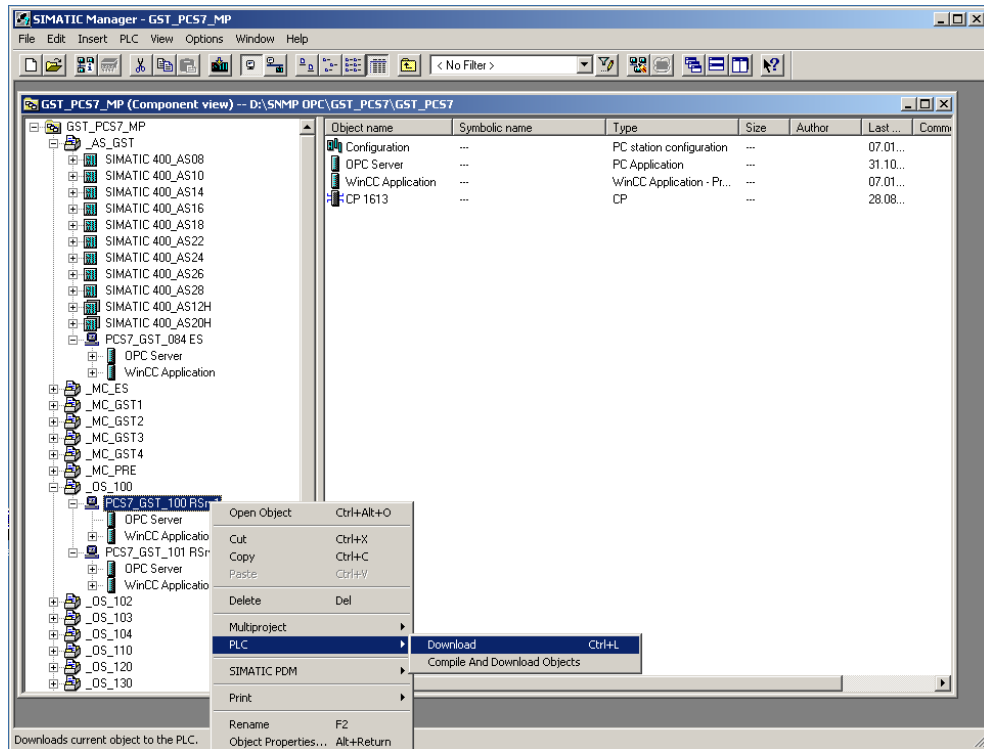 SIMATIC Manager - GST_PCS7_MP
File Edit Insert PLC View Options Window Help
< No Filter >
GST_PCS7_MP (Component view) -- D:\SNMP OPC\GST_PCS7\GST_PCS7
GST_PCS7_MP
_AS_GST
SIMATIC 400_AS08
SIMATIC 400_AS10
SIMATIC 400_AS14
SIMATIC 400_AS16
SIMATIC 400_AS18
SIMATIC 400_AS22
SIMATIC 400_AS24
SIMATIC 400_AS26
SIMATIC 400_AS28
SIMATIC 400_AS12H
SIMATIC 400_AS20H
PCS7_GST_084 ES
OPC Server
WinCC Application
_MC_ES
_MC_GST1
_MC_GST2
_MC_GST3
_MC_GST4
_MC_PRE
_OS_100
PCS7_GST_100 RSr
OPC Server
WinCC Applicatio
PCS7_GST_101 RSr
OPC Server
WinCC Applicatio
_OS_102
_OS_103
_OS_104
_OS_110
_OS_120
_OS_130
Object name Symbolic name Type Size Author Last ... Comm
Configuration --- PC station configuration --- 07.01...
OPC Server --- PC Application --- 31.10...
WinCC Application --- WinCC Application - Pr... --- 07.01...
CP 1613 --- CP --- 28.08...
Open Object Ctrl+Alt+O
Cut Ctrl+X
Copy Ctrl+C
Paste Ctrl+V
Delete Del
Multiproject
PLC
SIMATIC PDM
Print
Rename F2
Object Properties... Alt+Return
Download Ctrl+L
Compile And Download Objects
Downloads current object to the PLC.